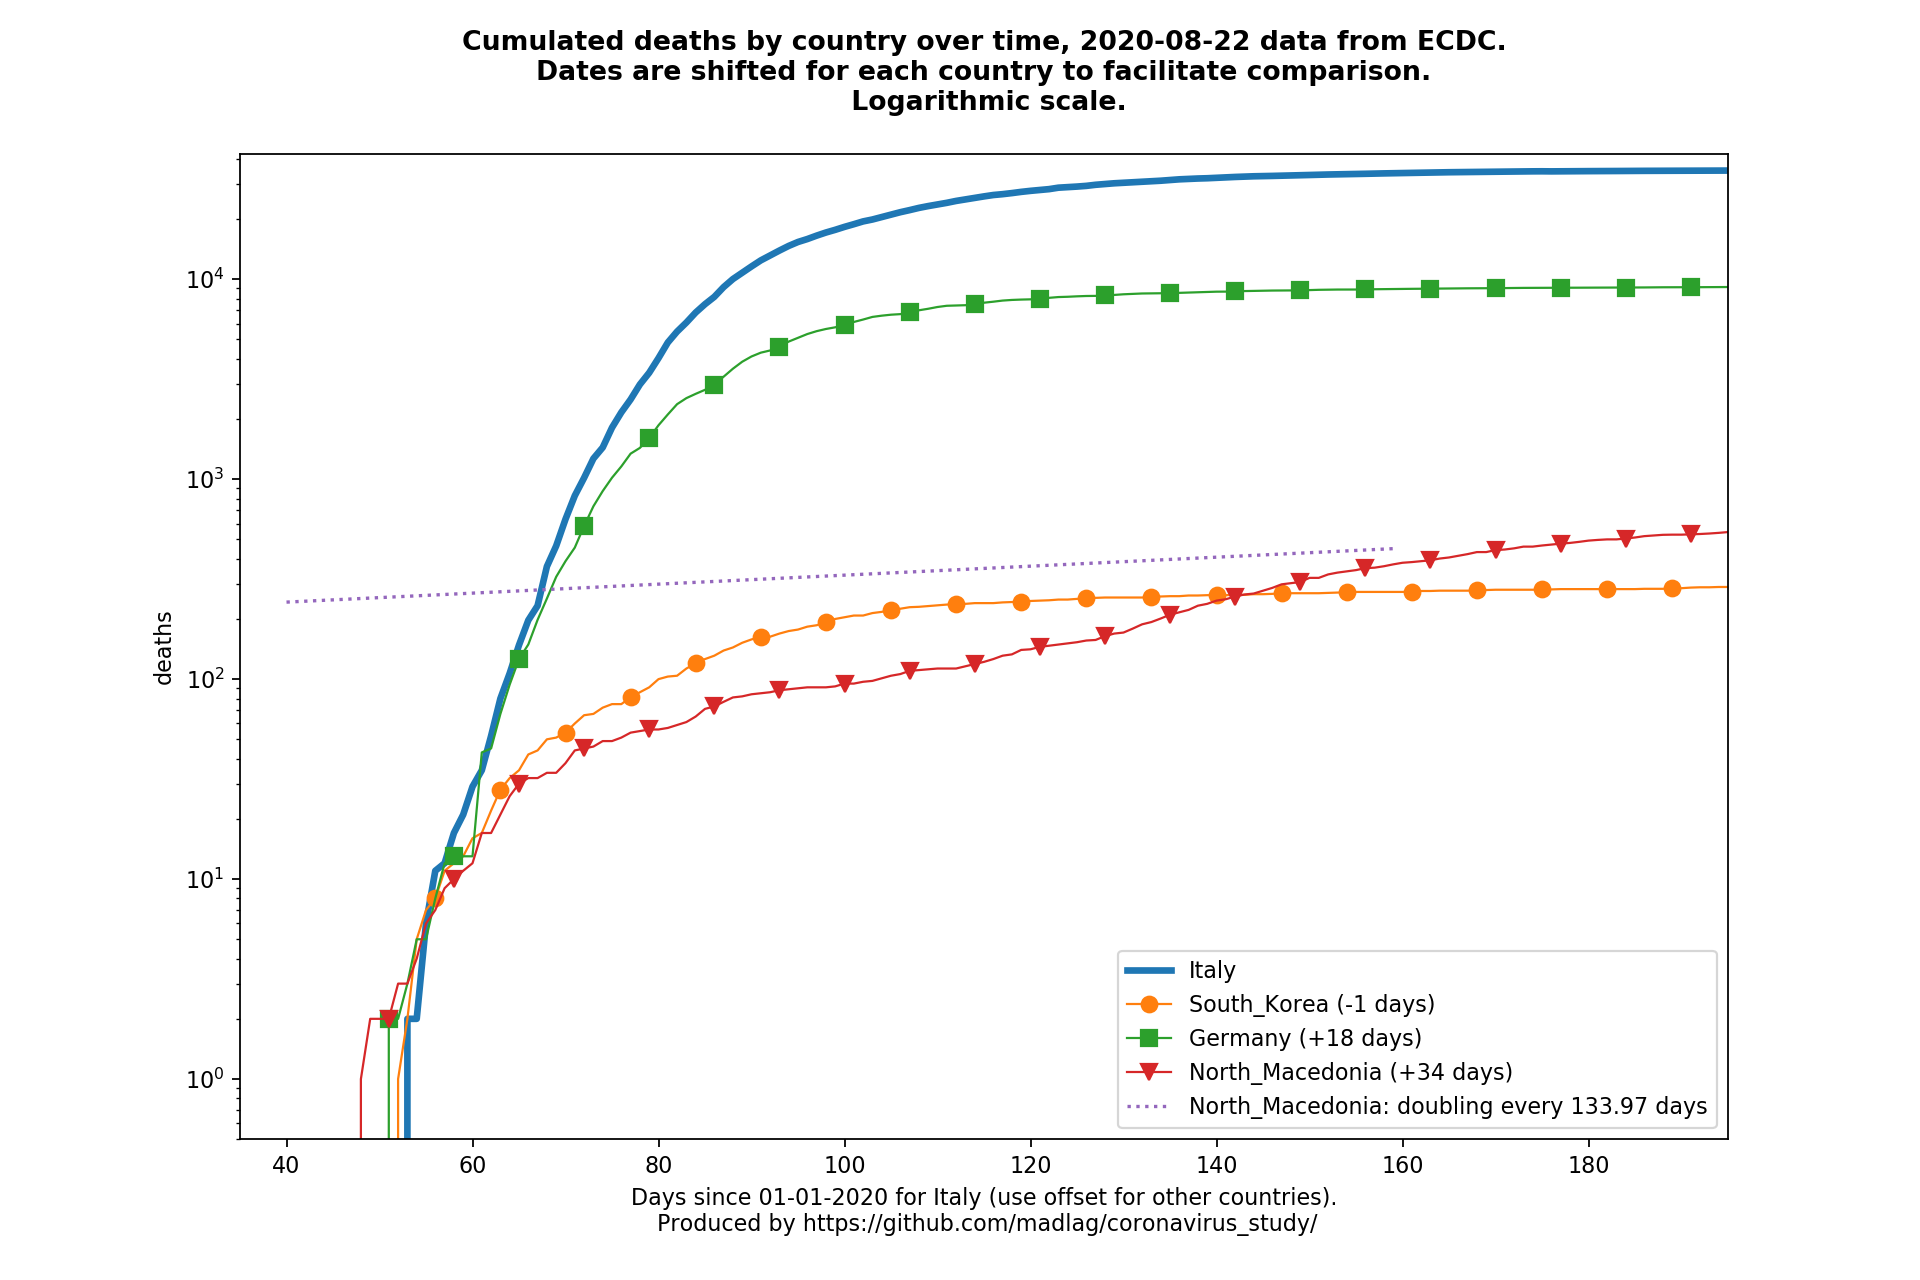 Cumulated deaths by country over time, 2020-08-22 data from ECDC.
Dates are shifted for each country to facilitate comparison.
Logarithmic scale.
deaths
10^4
10^3
10^2
10^1
10^0
Italy
South_Korea (-1 days)
Germany (+18 days)
North_Macedonia (+34 days)
North_Macedonia: doubling every 133.97 days
40 60 80 100 120 140 160 180
Days since 01-01-2020 for Italy (use offset for other countries).
Produced by https://github.com/madlag/coronavirus_study/